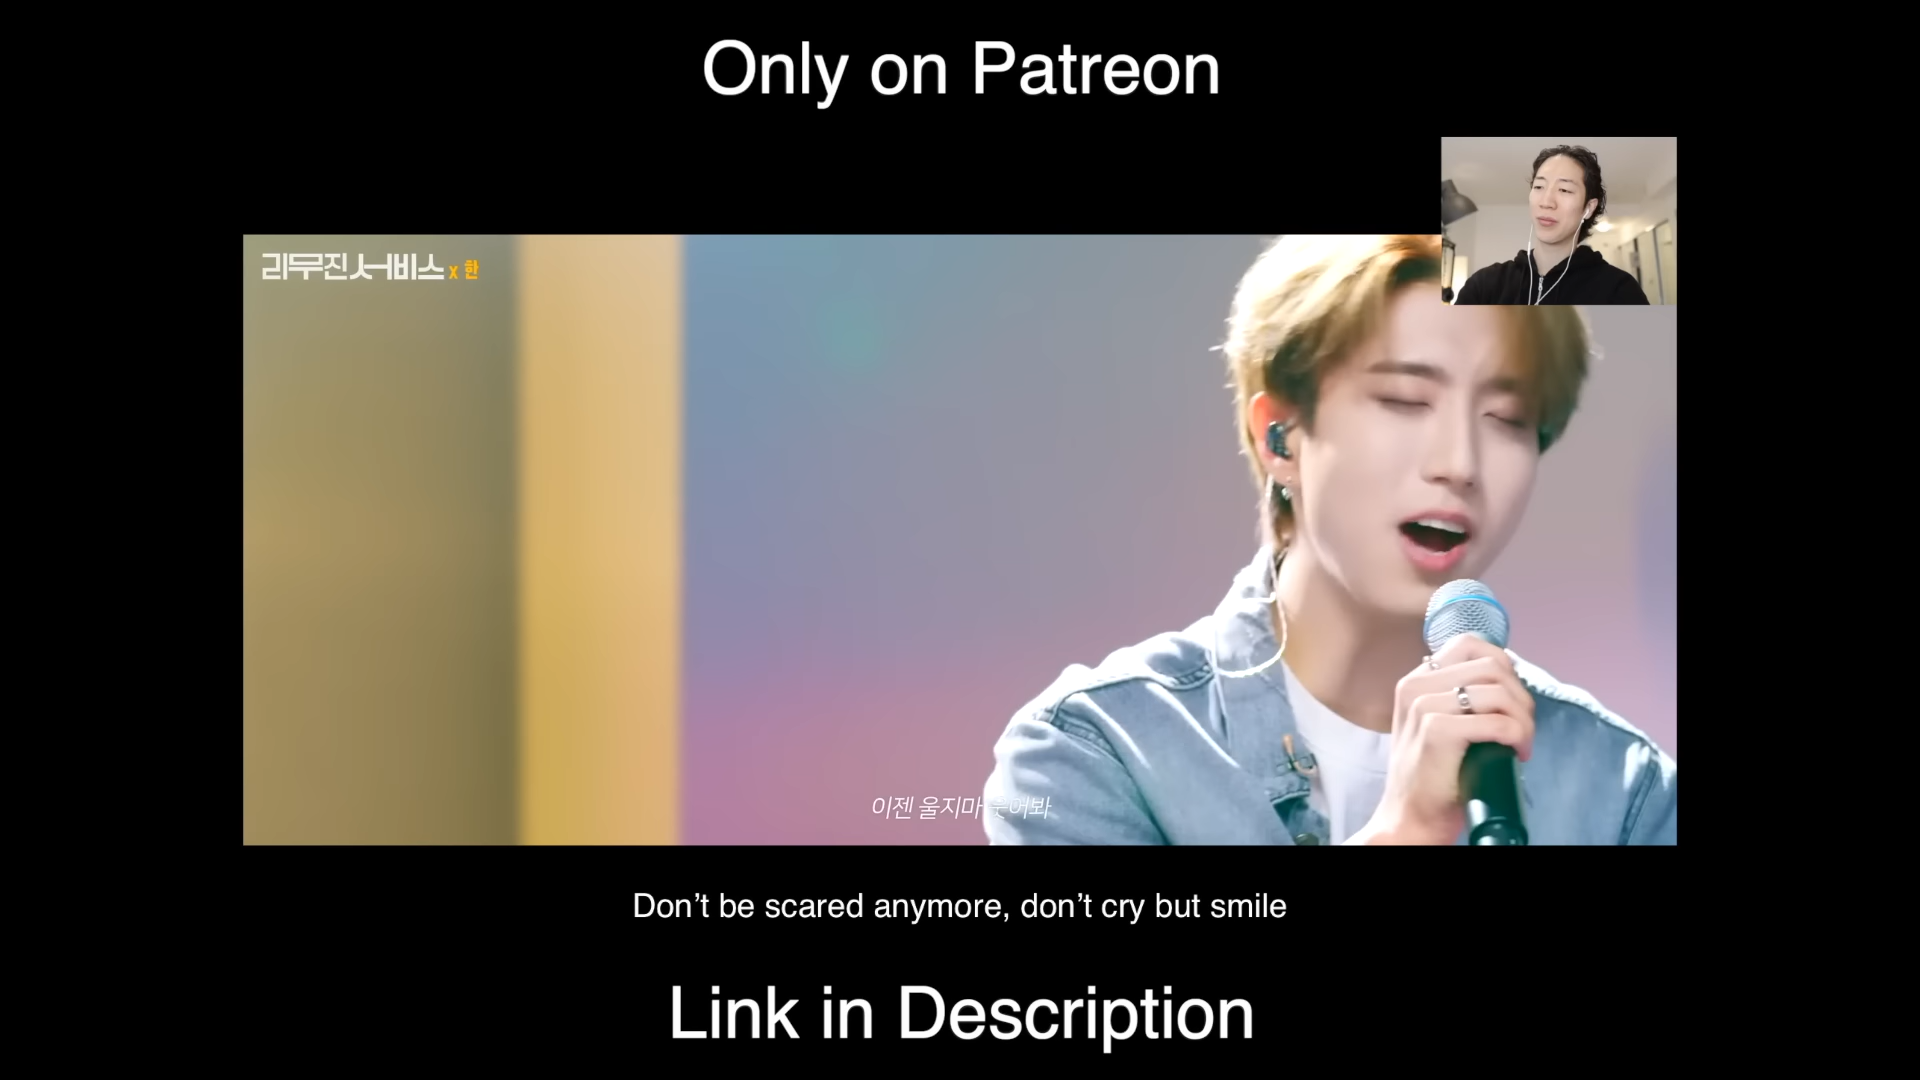 Only on Patreon
리무진서비스 x 한
이젠 울지마 웃어봐
Don’t be scared anymore, don’t cry but smile
Link in Description